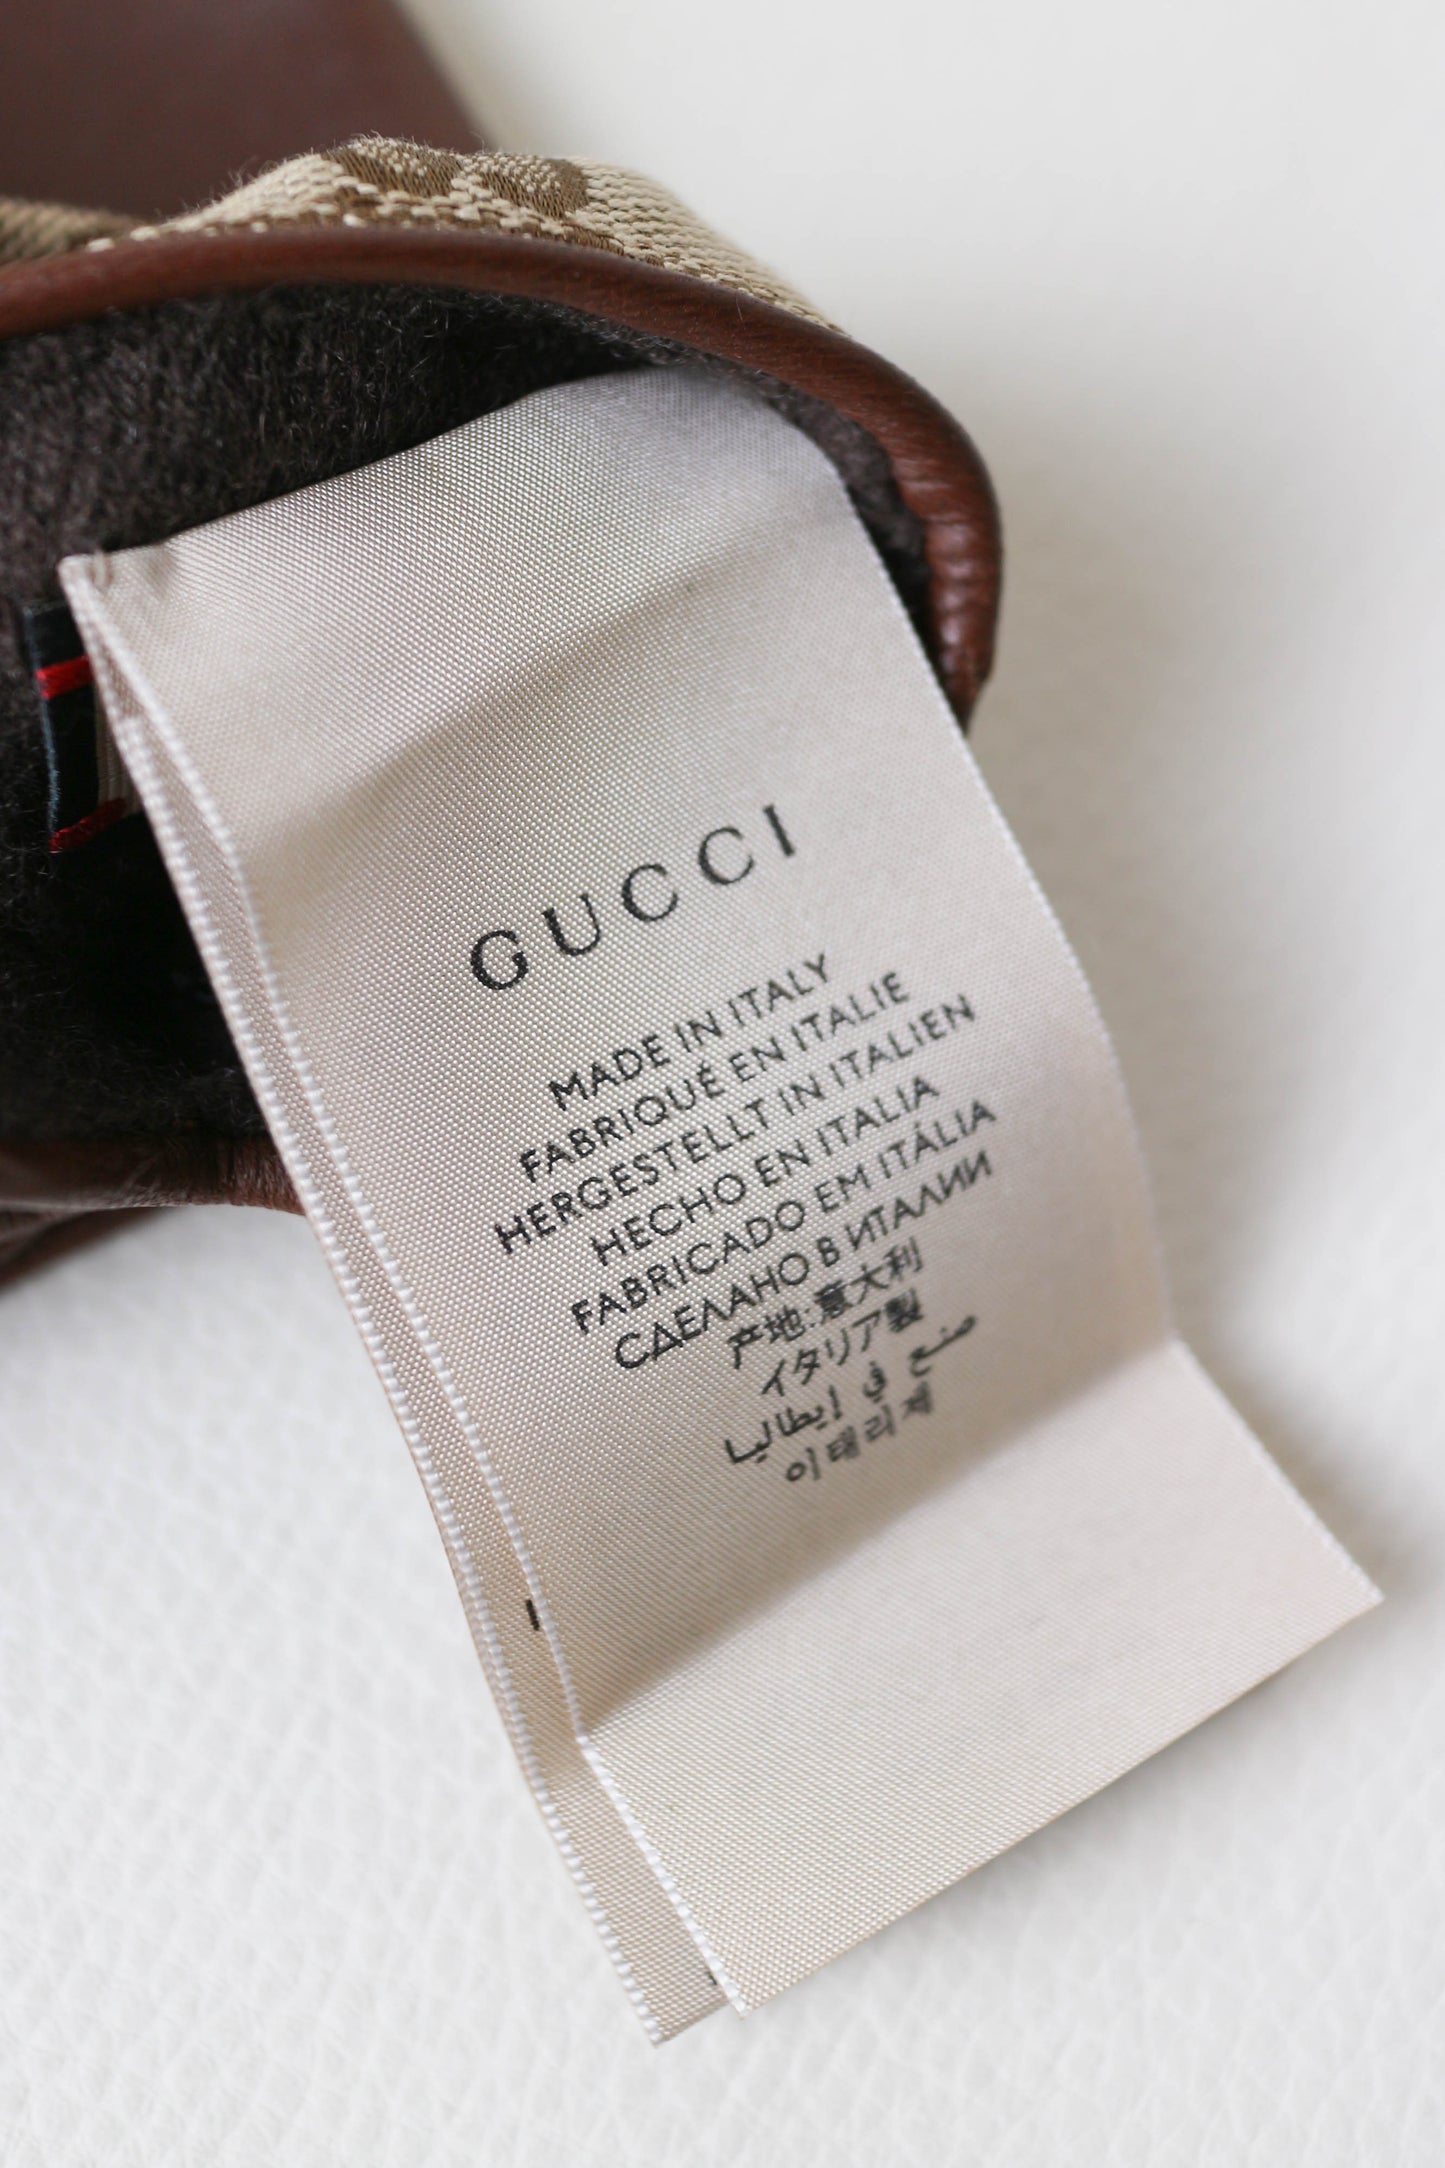 GUCCI
MADE IN ITALY
FABRIQUÉ EN ITALIE
HERGESTELLT IN ITALIEN
HECHO EN ITALIA
FABRICADO EM ITÁLIA
СДЕЛАНО В ИТАЛИИ
产地:意大利
イタリア製
صنع في إيطاليا
이태리제